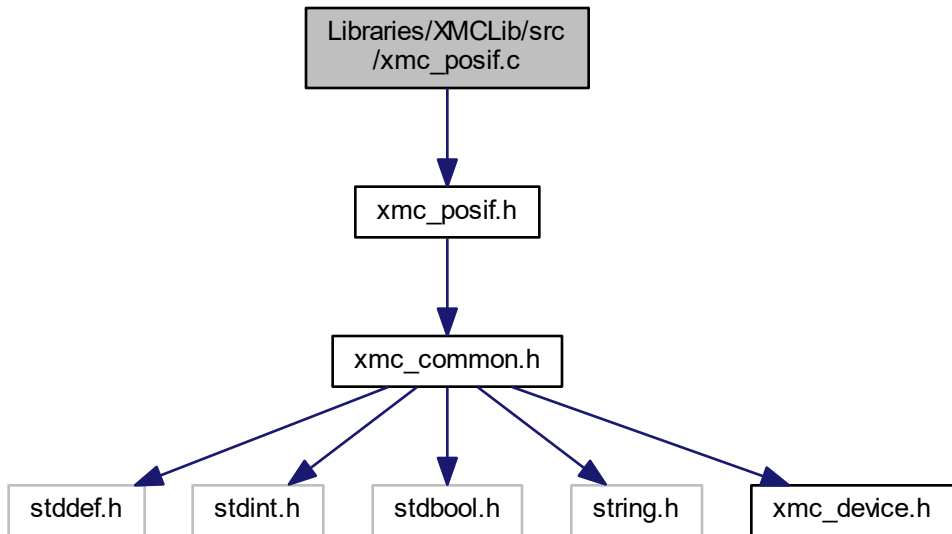 Libraries/XMCLib/src
/xmc_posif.c
xmc_posif.h
xmc_common.h
stddef.h
stdint.h
stdbool.h
string.h
xmc_device.h